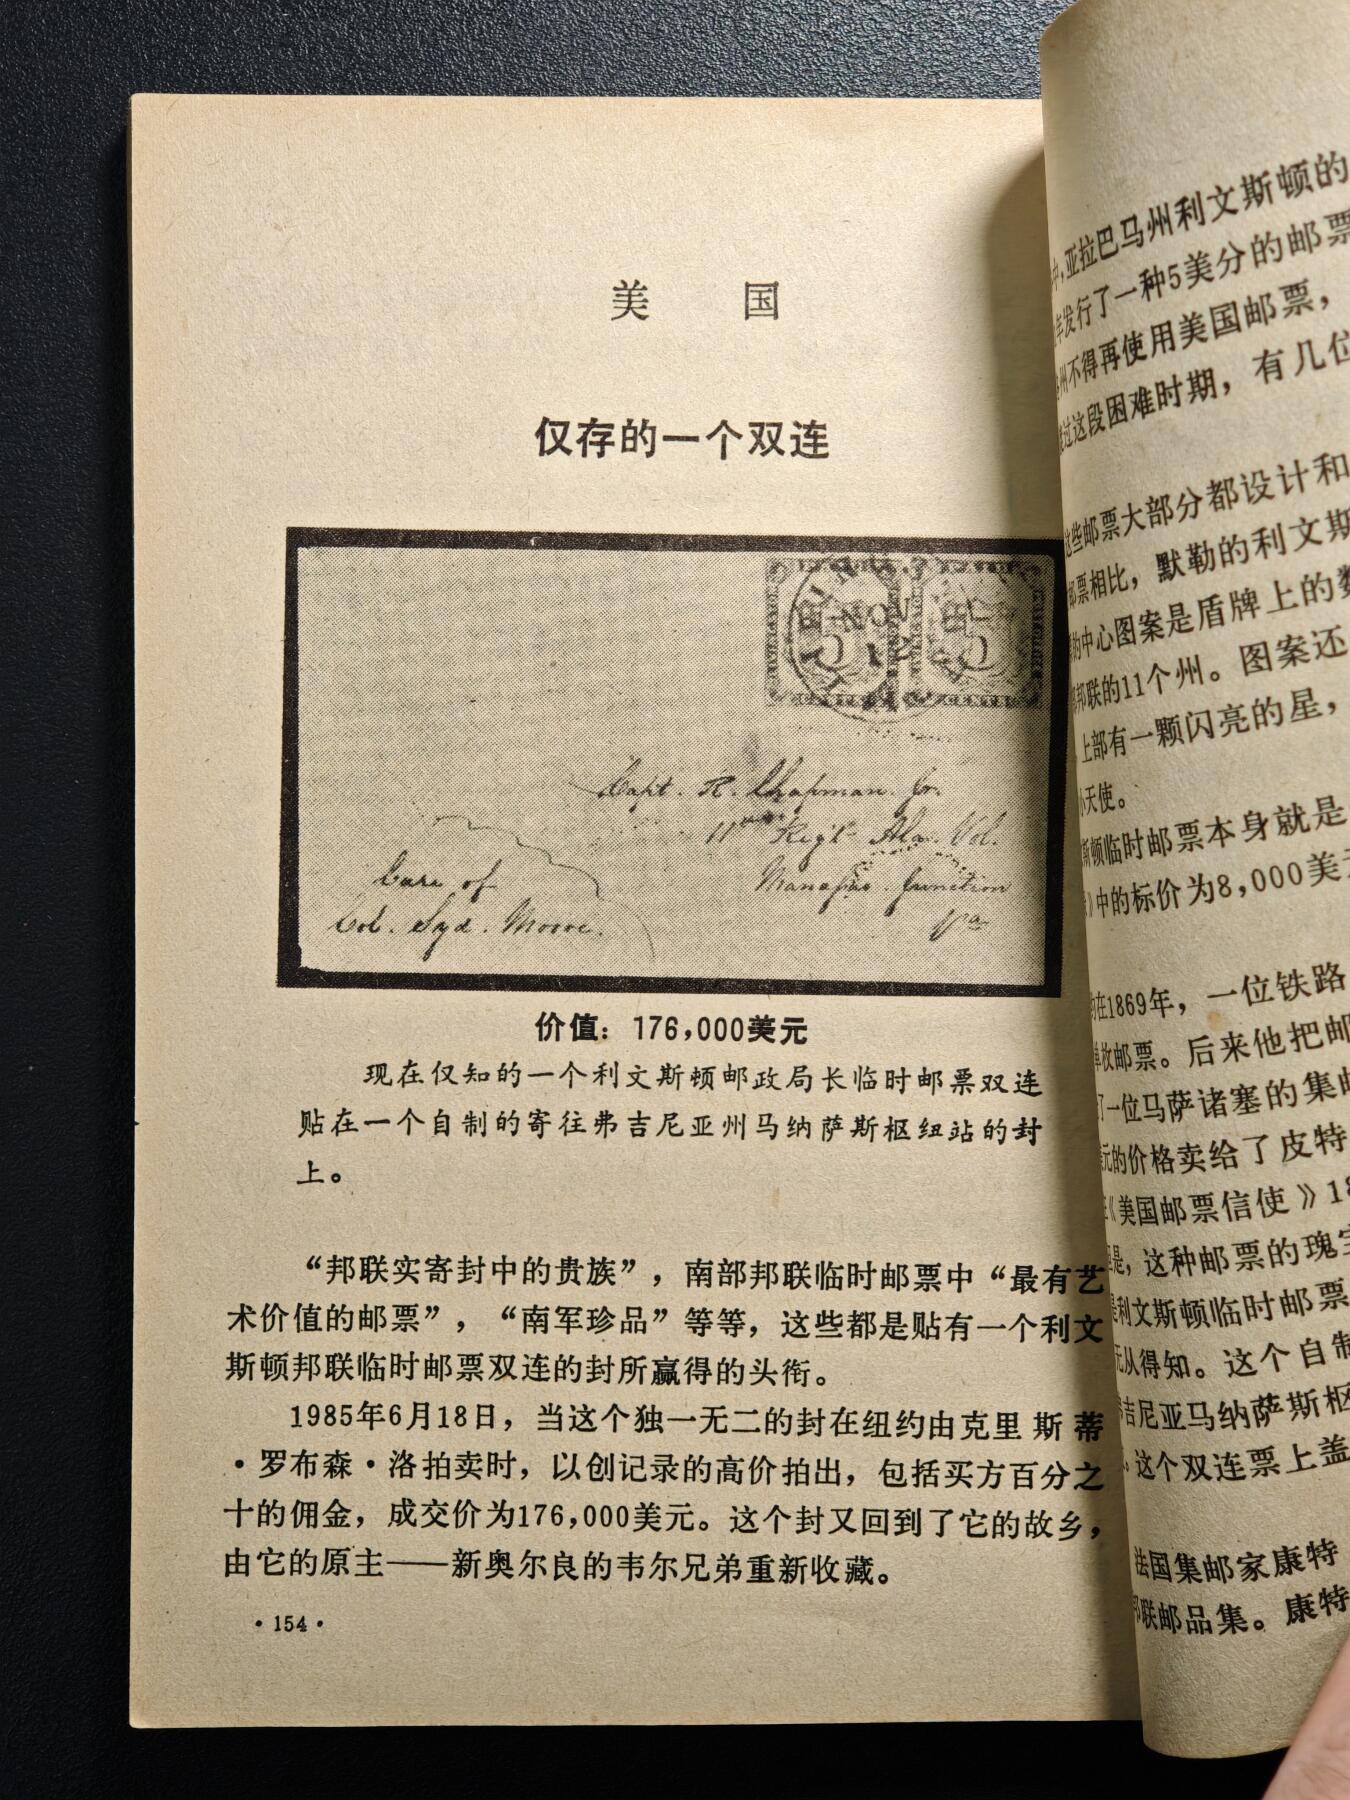 美 国
仅存的一个双连
5 NOV 5
Capt. R. Chapman. Jr.
11th Regt Ala. Vol.
Manassas Junction
Va
Care of
Col. Syd. Moore.
价值：176,000美元
现在仅知的一个利文斯顿邮政局长临时邮票双连
贴在一个自制的寄往弗吉尼亚州马纳萨斯枢纽站的封
上。
“邦联实寄封中的贵族”，南部邦联临时邮票中“最有艺
术价值的邮票”，“南军珍品”等等，这些都是贴有一个利文
斯顿邦联临时邮票双连的封所赢得的头衔。
1985年6月18日，当这个独一无二的封在纽约由克里斯蒂
·罗布森·洛拍卖时，以创记录的高价拍出，包括买方百分之
十的佣金，成交价为176,000美元。这个封又回到了它的故乡，
由它的原主——新奥尔良的韦尔兄弟重新收藏。
·154·
中，亚拉巴马州利文斯顿的
年发行了一种5美分的邮票
州不得再使用美国邮票，
过这段困难时期，有几位
这些邮票大部分都设计和
邮票相比，默勒的利文斯
的中心图案是盾牌上的数
邦联的11个州。图案还
上部有一颗闪亮的星，
小天使。
斯顿临时邮票本身就是
》中的标价为8,000美元
在1869年，一位铁路
单枚邮票。后来他把邮
了一位马萨诸塞的集邮
元的价格卖给了皮特
《美国邮票信使》18
是，这种邮票的瑰宝
利文斯顿临时邮票
无从得知。这个自制
弗吉尼亚马纳萨斯枢
。这个双连票上盖
法国集邮家康特
邦联邮品集。康特